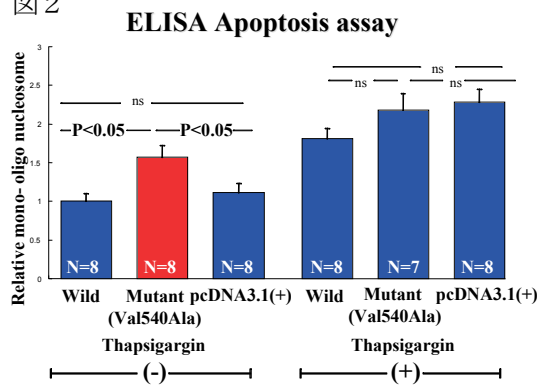 図2
ELISA Apoptosis assay
Relative mono- oligo nucleosome
3
2.5
2
1.5
1
0.5
0
ns
P<0.05 P<0.05
ns
ns ns
N=8 N=8 N=8 N=8 N=7 N=8
Wild Mutant pcDNA3.1(+) Wild Mutant pcDNA3.1(+)
(Val540Ala) (Val540Ala)
Thapsigargin Thapsigargin
(-) (+)